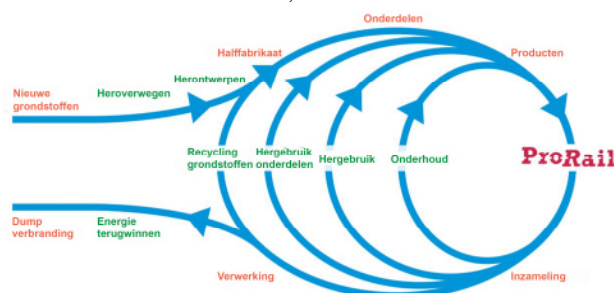 Onderdelen
Halffabrikaat
Producten
Herontwerpen
Nieuwe
grondstoffen
Heroverwegen
Recycling
grondstoffen
Hergebruik
onderdelen
Hergebruik
Onderhoud
ProRail
Dump
verbranding
Energie
terugwinnen
Verwerking
Inzameling